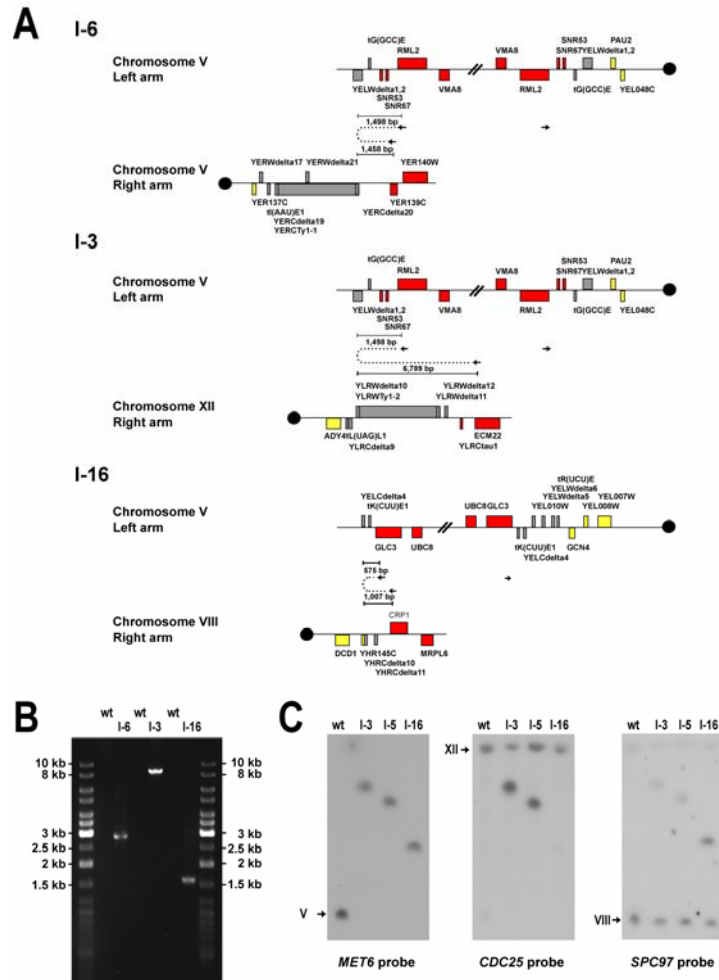 A
I-6
tG(GCC)E
RML2
VMA8
SNR53
SNR67YELWdelta1,2
PAU2
Chromosome V
Left arm
YELWdelta1,2
SNR53
SNR67
VMA8
RML2
tG(GCC)E
YEL048C
1,498 bp
1,458 bp
YERWdelta17
YERWdelta21
YER140W
Chromosome V
Right arm
YER137C
tI(AAU)E1
YERCdelta19
YERCTy1-1
YER139C
YERCdelta20
I-3
tG(GCC)E
RML2
VMA8
SNR53
SNR67YELWdelta1,2
PAU2
Chromosome V
Left arm
YELWdelta1,2
SNR53
SNR67
VMA8
RML2
tG(GCC)E
YEL048C
1,498 bp
6,789 bp
YLRWdelta10
YLRWTy1-2
YLRWdelta12
YLRWdelta11
Chromosome XII
Right arm
ADY4tL(UAG)L1
YLRCdelta9
ECM22
YLRCtau1
I-16
YELCdelta4
tK(CUU)E1
UBC8GLC3
tR(UCU)E
YELWdelta6
YELWdelta5
YEL010W
YEL007W
YEL008W
Chromosome V
Left arm
GLC3
UBC8
tK(CUU)E1
YELCdelta4
GCN4
575 bp
1,007 bp
CRP1
Chromosome VIII
Right arm
DCD1
YHR145C
YHRCdelta10
YHRCdelta11
MRPL6
B
wt I-6 wt I-3 wt I-16
10 kb
8 kb
3 kb
2.5 kb
2 kb
1.5 kb
10 kb
8 kb
3 kb
2.5 kb
2 kb
1.5 kb
C
wt I-3 I-5 I-16
V
MET6 probe
wt I-3 I-5 I-16
XII
CDC25 probe
wt I-3 I-5 I-16
VIII
SPC97 probe